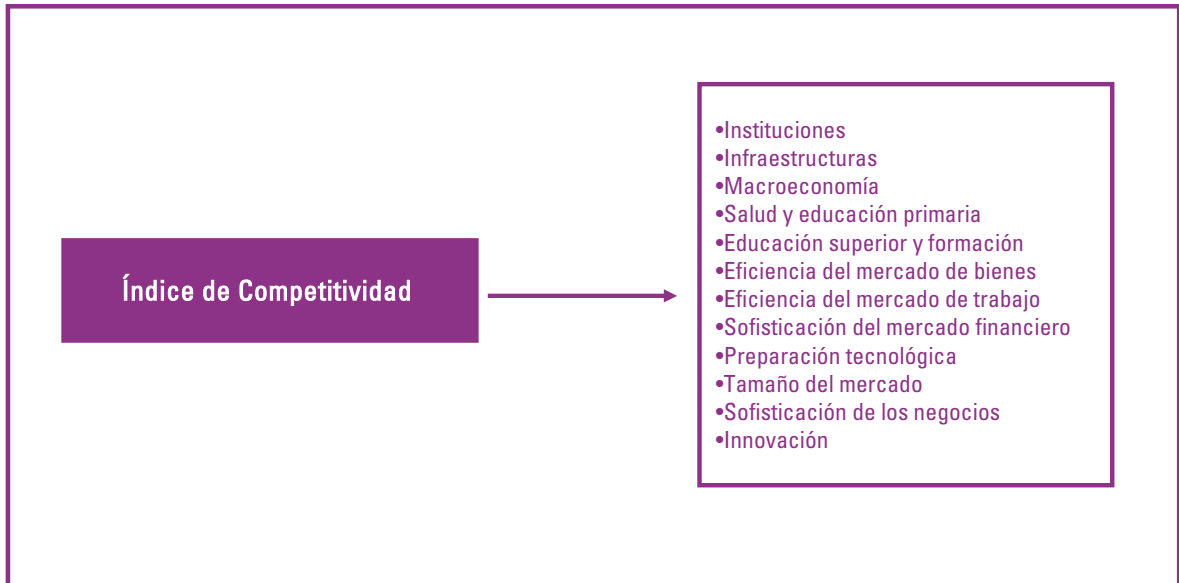 Índice de Competitividad
•Instituciones
•Infraestructuras
•Macroeconomía
•Salud y educación primaria
•Educación superior y formación
•Eficiencia del mercado de bienes
•Eficiencia del mercado de trabajo
•Sofisticación del mercado financiero
•Preparación tecnológica
•Tamaño del mercado
•Sofisticación de los negocios
•Innovación